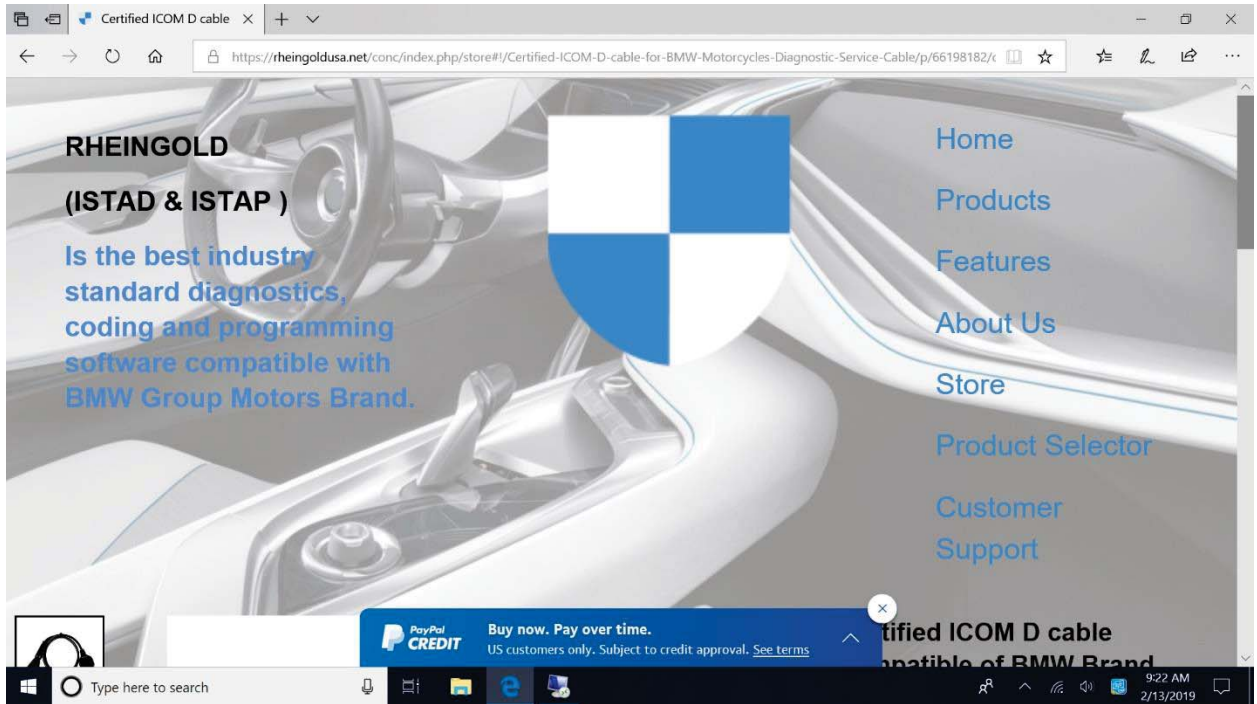 Certified ICOM D cable
https://rheingoldusa.net/conc/index.php/store#!/Certified-ICOM-D-cable-for-BMW-Motorcycles-Diagnostic-Service-Cable/p/66198182/c
RHEINGOLD
(ISTAD & ISTAP )
Is the best industry
standard diagnostics,
coding and programming
software compatible with
BMW Group Motors Brand.
Home
Products
Features
About Us
Store
Product Selector
Customer
Support
PayPal
CREDIT
Buy now. Pay over time.
US customers only. Subject to credit approval. See terms
tified ICOM D cable
npatible of BMW Brand
Type here to search
9:22 AM
2/13/2019